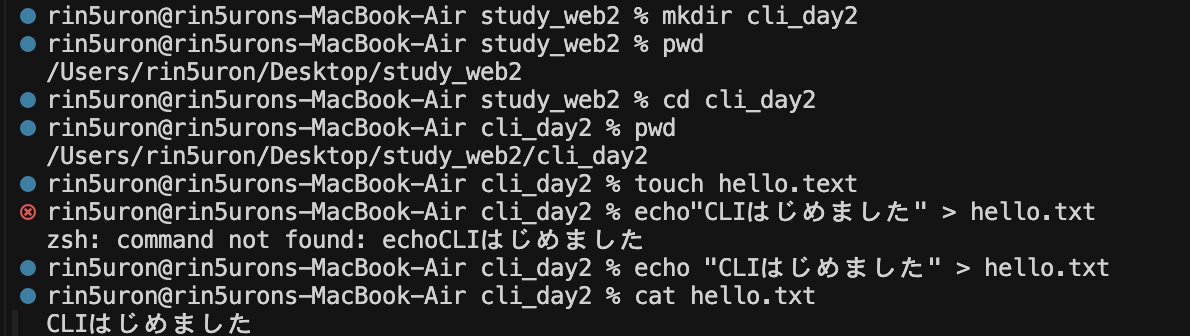 rin5uron@rin5urons-MacBook-Air study_web2 % mkdir cli_day2
rin5uron@rin5urons-MacBook-Air study_web2 % pwd
/Users/rin5uron/Desktop/study_web2
rin5uron@rin5urons-MacBook-Air study_web2 % cd cli_day2
rin5uron@rin5urons-MacBook-Air cli_day2 % pwd
/Users/rin5uron/Desktop/study_web2/cli_day2
rin5uron@rin5urons-MacBook-Air cli_day2 % touch hello.text
rin5uron@rin5urons-MacBook-Air cli_day2 % echo"CLIはじめました" > hello.txt
zsh: command not found: echoCLIはじめました
rin5uron@rin5urons-MacBook-Air cli_day2 % echo "CLIはじめました" > hello.txt
rin5uron@rin5urons-MacBook-Air cli_day2 % cat hello.txt
CLIはじめました